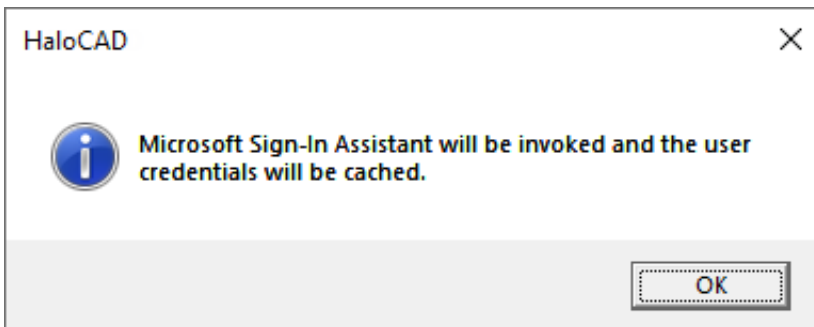 HaloCAD
Microsoft Sign-In Assistant will be invoked and the user
credentials will be cached.
OK